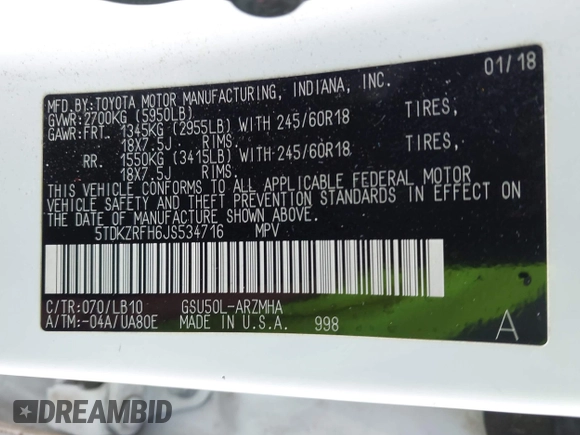 MFD.BY:TOYOTA MOTOR MANUFACTURING, INDIANA, INC. 01/18
GVWR:2700KG (5950LB)
GAWR:FRT. 1345KG (2955LB) WITH 245/60R18 TIRES,
18X7.5J RIMS.
RR. 1550KG (3415LB) WITH 245/60R18 TIRES,
18X7.5J RIMS.
THIS VEHICLE CONFORMS TO ALL APPLICABLE FEDERAL MOTOR
VEHICLE SAFETY AND THEFT PREVENTION STANDARDS IN EFFECT ON
THE DATE OF MANUFACTURE SHOWN ABOVE.
5TDKZRFH6JS534716 MPV
C/TR:070/LB10 GSU50L-ARZMHA
A/TM:-04A/UA80E MADE IN U.S.A. 998 A
DREAMBID